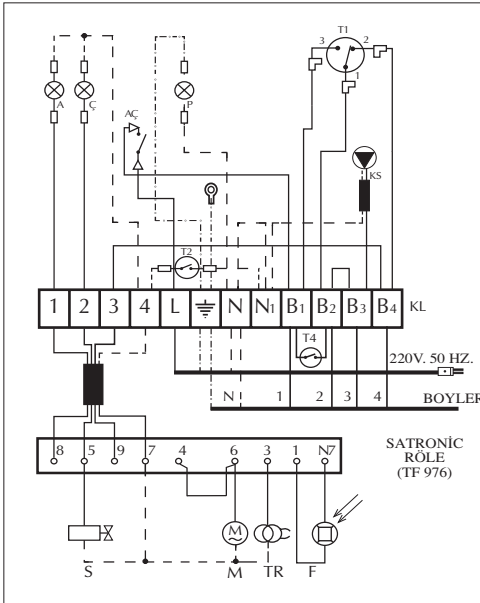 T1
3 2
1
A Ç P
AÇ
KS
T2
1 2 3 4 L N N1 B1 B2 B3 B4 KL
T4
220V. 50 HZ.
N 1 2 3 4
BOYLER
8 5 9 7 4 6 3 1 N7
SATRONİC
RÖLE
(TF 976)
M
S M TR F